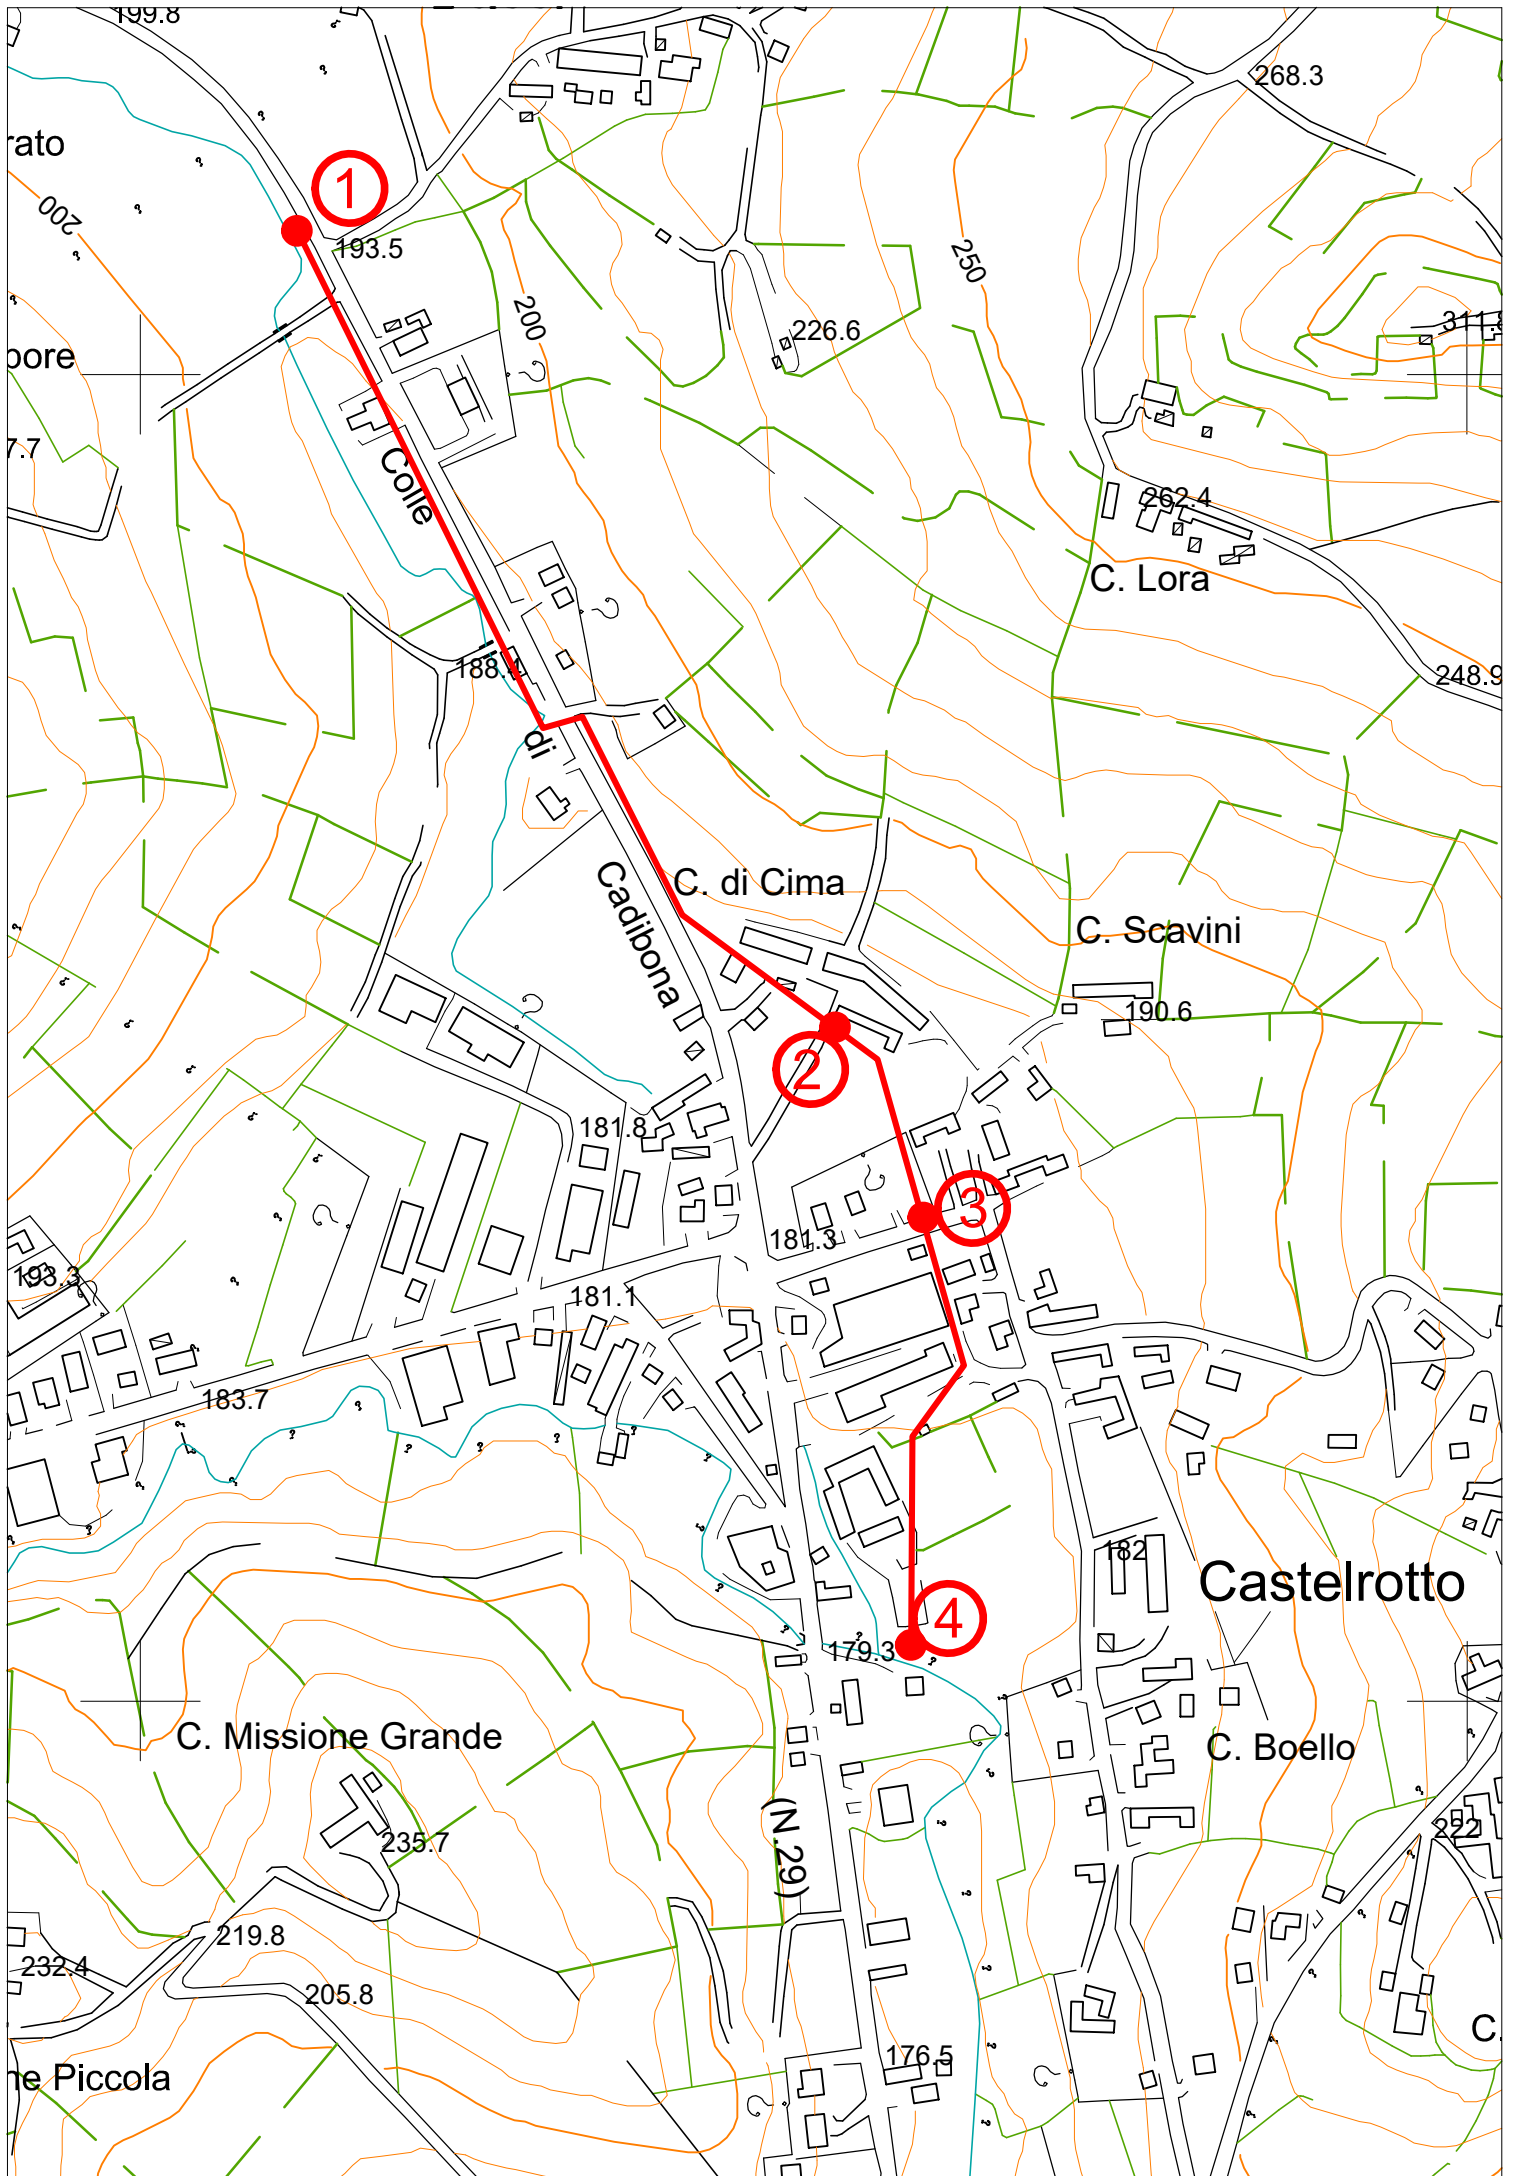 199.8
268.3
rato
1
200
193.5
250
200
226.6
311.8
pore
7.7
Colle
262.4
C. Lora
188.4
248.9
di
C. di Cima
Cadibona
C. Scavini
190.6
2
181.8
3
181.3
193.3
181.1
183.7
182
Castelrotto
4
179.3
C. Missione Grande
C. Boello
(N.29)
235.7
222
219.8
232.4
205.8
C.
176.5
ne Piccola